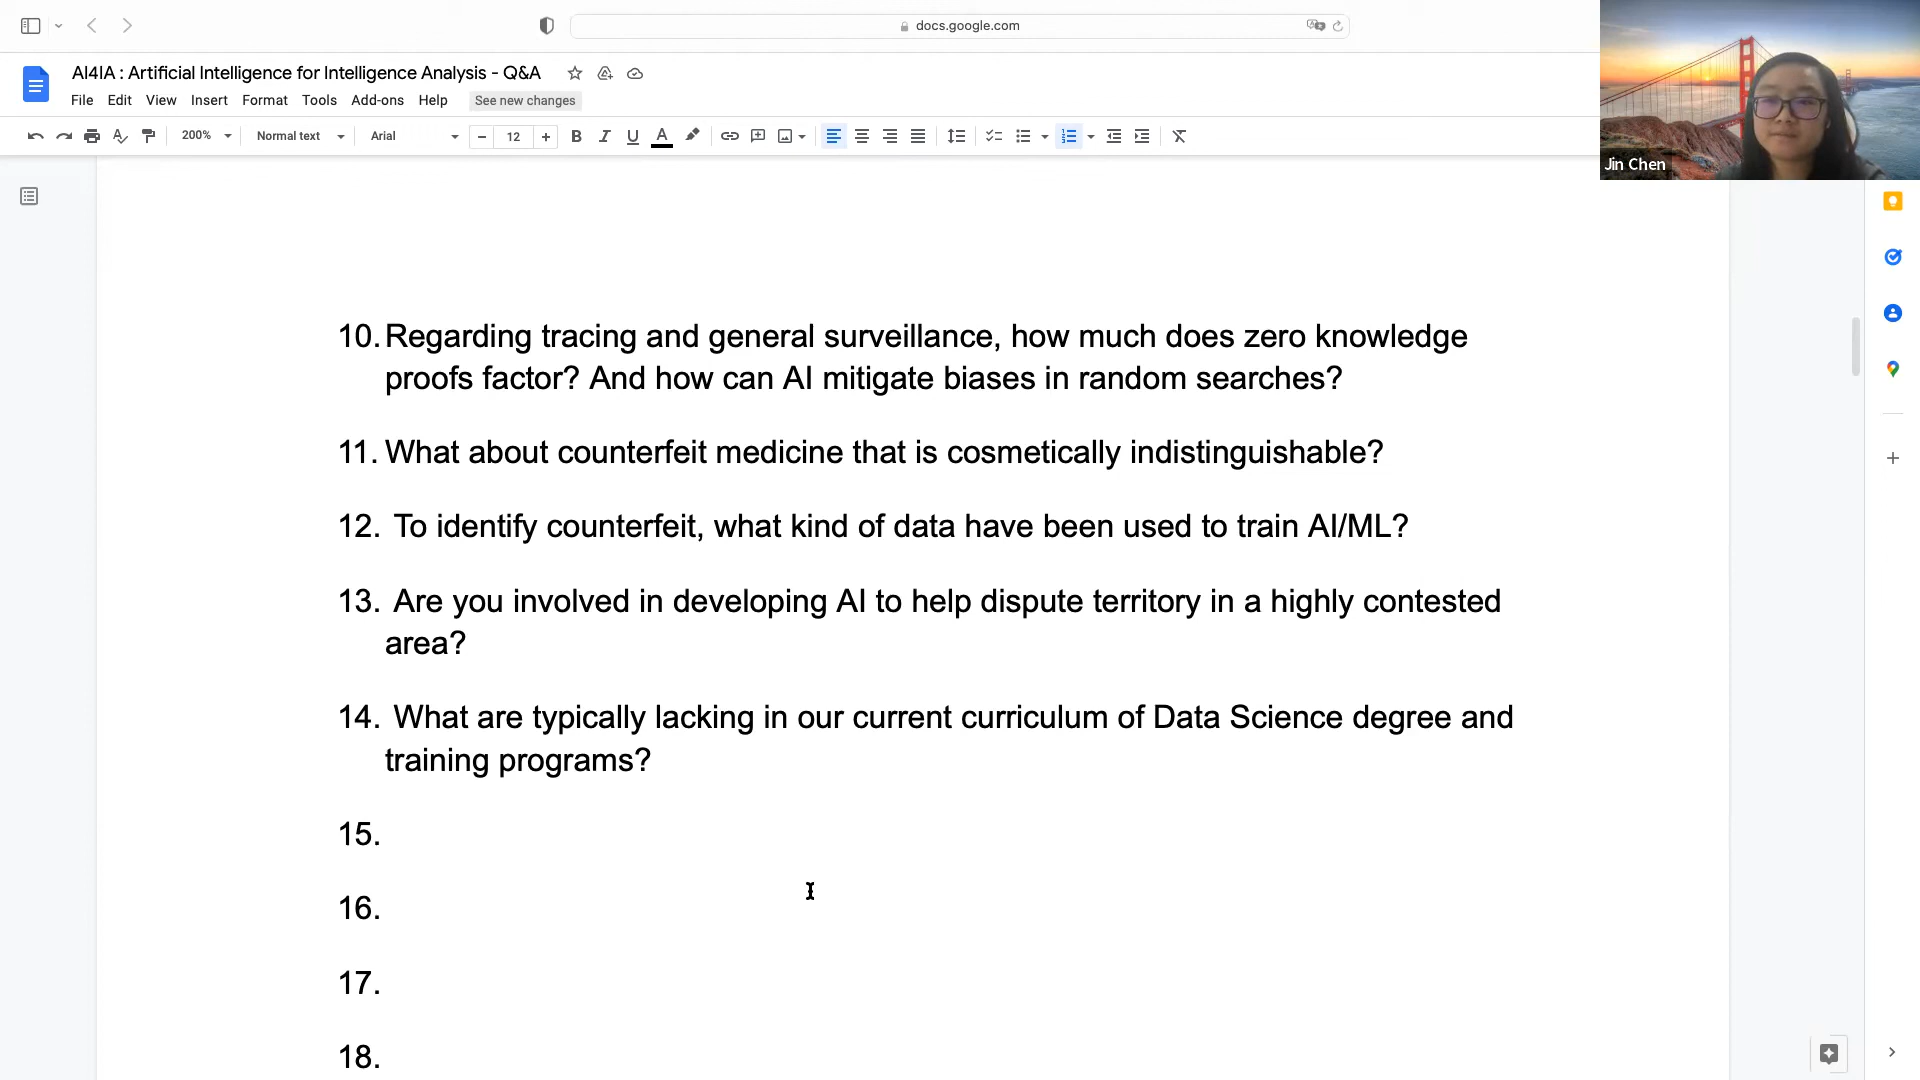 docs.google.com
AI4IA : Artificial Intelligence for Intelligence Analysis - Q&A
File Edit View Insert Format Tools Add-ons Help See new changes
200% Normal text Arial 12 B I U A
Jin Chen
10. Regarding tracing and general surveillance, how much does zero knowledge
proofs factor? And how can AI mitigate biases in random searches?
11. What about counterfeit medicine that is cosmetically indistinguishable?
12. To identify counterfeit, what kind of data have been used to train AI/ML?
13. Are you involved in developing AI to help dispute territory in a highly contested
area?
14. What are typically lacking in our current curriculum of Data Science degree and
training programs?
15.
16.
17.
18.